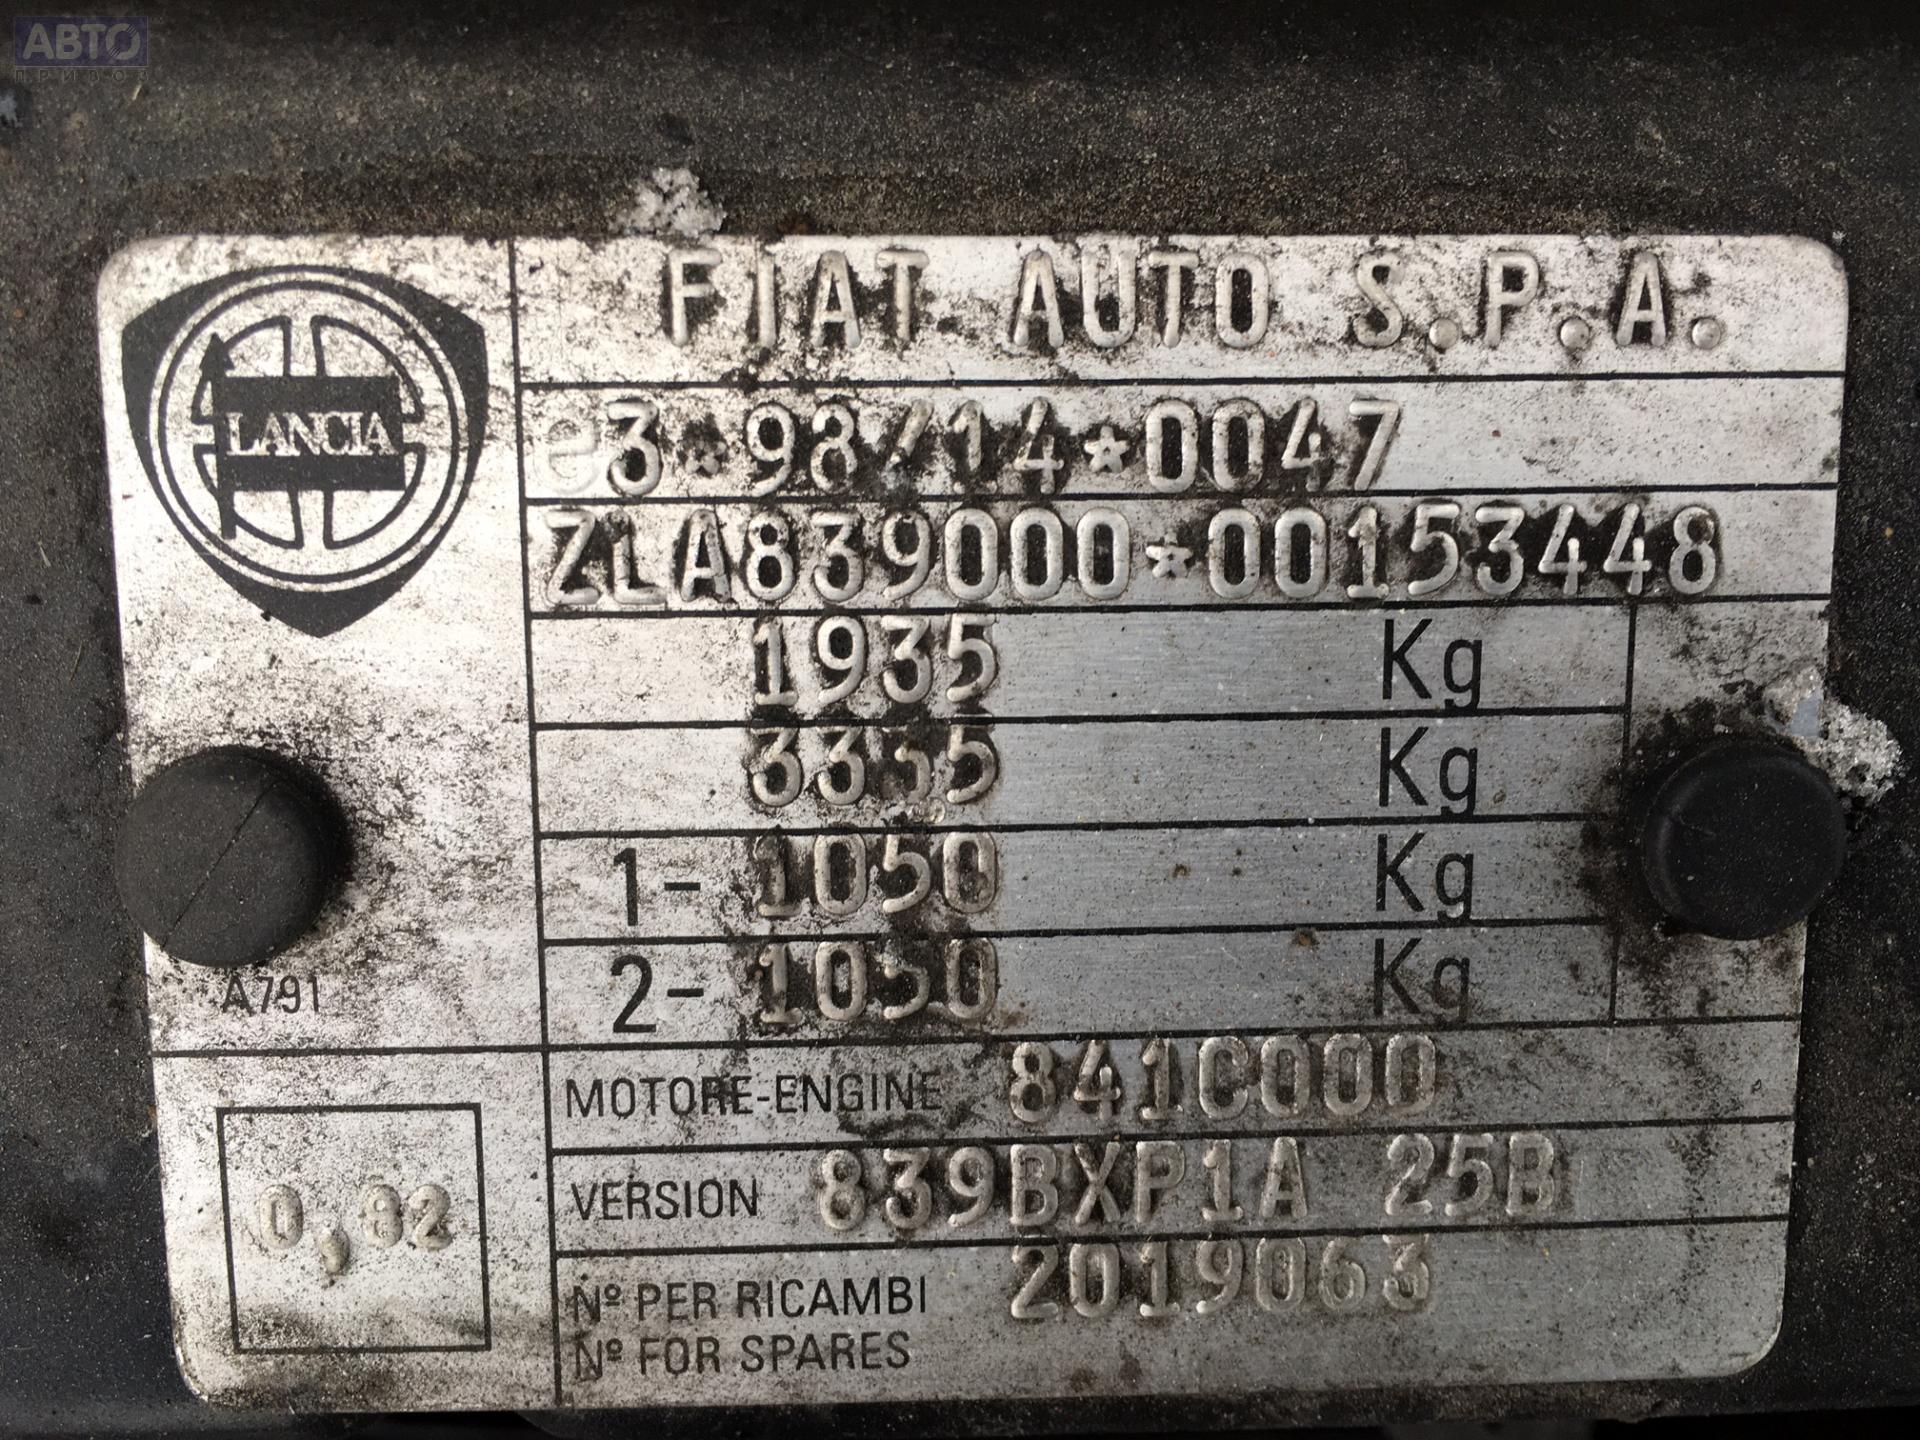 АВТО
ПРИВОЗ
FIAT AUTO S.P.A.
LANCIA
e3*98/14*0047
ZLA839000*00153448
1935 Kg
3335 Kg
1- 1050 Kg
2- 1050 Kg
A791
MOTORE-ENGINE 841C000
VERSION 839BXP1A 25B
0,82
Nº PER RICAMBI 2019063
Nº FOR SPARES